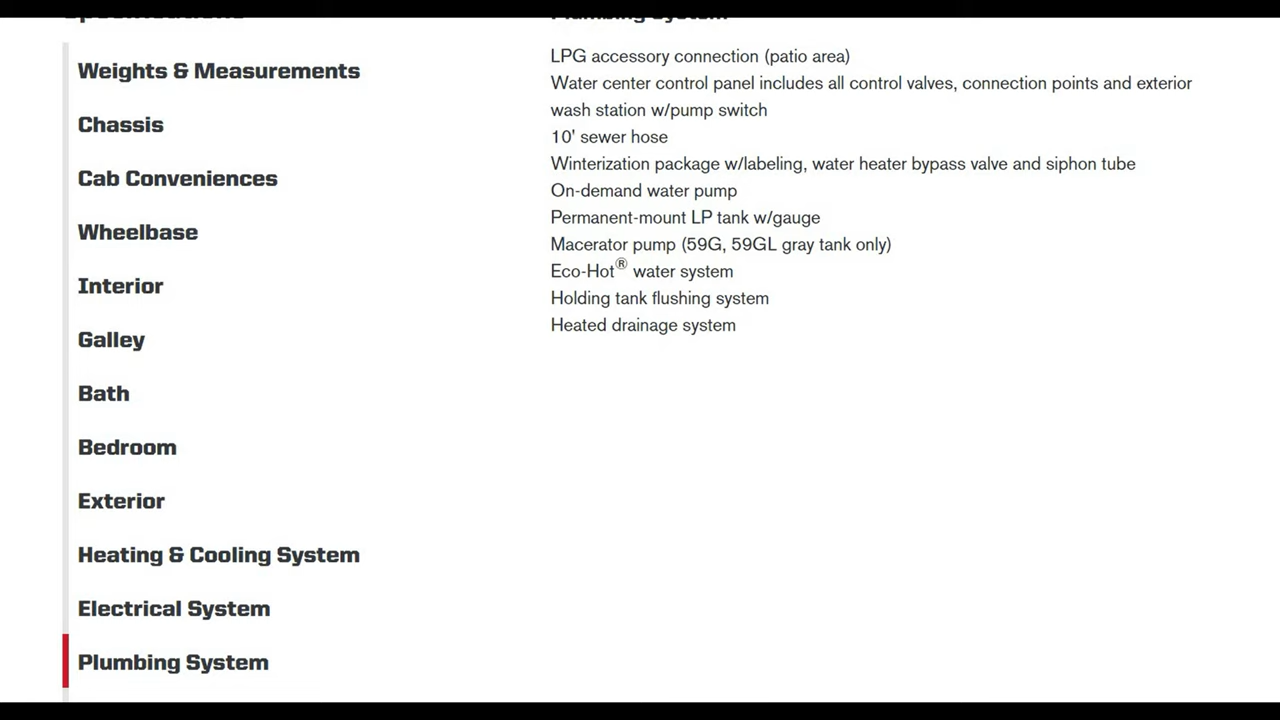 Specifications
Weights & Measurements
Chassis
Cab Conveniences
Wheelbase
Interior
Galley
Bath
Bedroom
Exterior
Heating & Cooling System
Electrical System
Plumbing System
Plumbing System
LPG accessory connection (patio area)
Water center control panel includes all control valves, connection points and exterior
wash station w/pump switch
10' sewer hose
Winterization package w/labeling, water heater bypass valve and siphon tube
On-demand water pump
Permanent-mount LP tank w/gauge
Macerator pump (59G, 59GL gray tank only)
Eco-Hot® water system
Holding tank flushing system
Heated drainage system